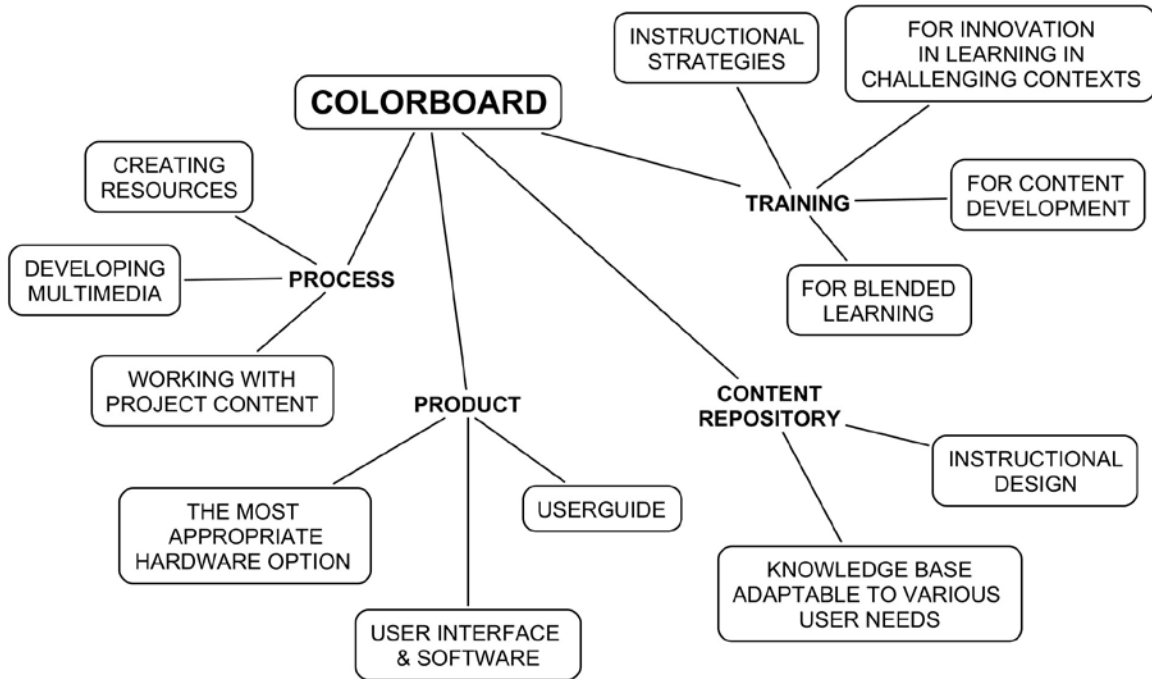 COLORBOARD
INSTRUCTIONAL
STRATEGIES
FOR INNOVATION
IN LEARNING IN
CHALLENGING CONTEXTS
TRAINING
FOR CONTENT
DEVELOPMENT
FOR BLENDED
LEARNING
CREATING
RESOURCES
DEVELOPING
MULTIMEDIA
PROCESS
WORKING WITH
PROJECT CONTENT
PRODUCT
THE MOST
APPROPRIATE
HARDWARE OPTION
USERGUIDE
USER INTERFACE
& SOFTWARE
CONTENT
REPOSITORY
INSTRUCTIONAL
DESIGN
KNOWLEDGE BASE
ADAPTABLE TO VARIOUS
USER NEEDS